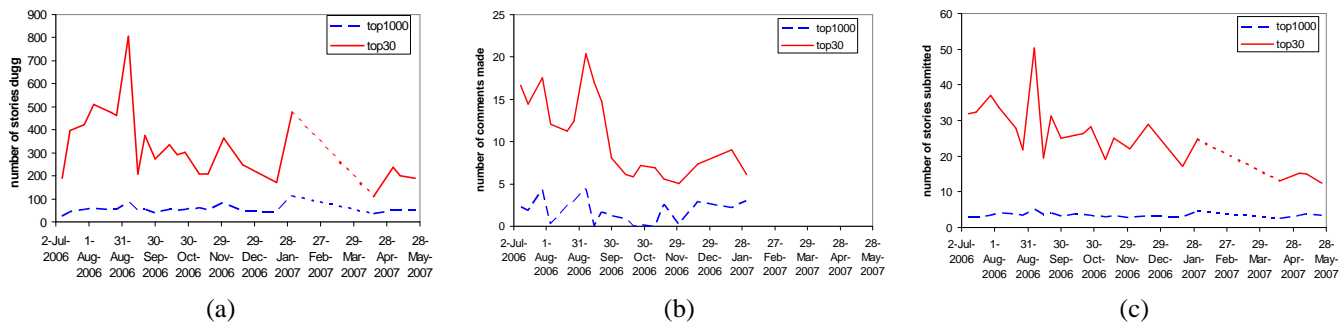 900
800
700
600
500
400
300
200
100
0
number of stories dugg
top1000
top30
2-Jul-
2006
1-
Aug-
2006
31-
Aug-
2006
30-
Sep-
2006
30-
Oct-
2006
29-
Nov-
2006
29-
Dec-
2006
28-
Jan-
2007
27-
Feb-
2007
29-
Mar-
2007
28-
Apr-
2007
28-
May-
2007
(a)
25
20
15
10
5
0
number of comments made
top1000
top30
2-Jul-
2006
1-
Aug-
2006
31-
Aug-
2006
30-
Sep-
2006
30-
Oct-
2006
29-
Nov-
2006
29-
Dec-
2006
28-
Jan-
2007
27-
Feb-
2007
29-
Mar-
2007
28-
Apr-
2007
28-
May-
2007
(b)
60
50
40
30
20
10
0
number of stories submitted
top1000
top30
2-Jul-
2006
1-
Aug-
2006
31-
Aug-
2006
30-
Sep-
2006
30-
Oct-
2006
29-
Nov-
2006
29-
Dec-
2006
28-
Jan-
2007
27-
Feb-
2007
29-
Mar-
2007
28-
Apr-
2007
28-
May-
2007
(c)